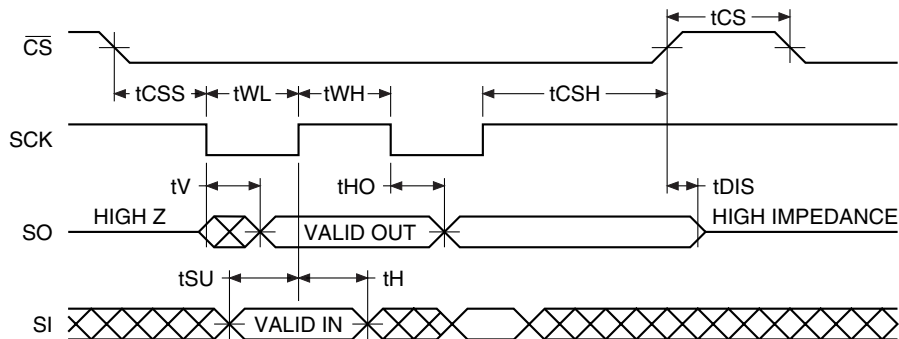 tCS
C̅S̅
tCSS tWL tWH tCSH
SCK
tV tHO tDIS
HIGH Z VALID OUT HIGH IMPEDANCE
SO
tSU tH
SI VALID IN